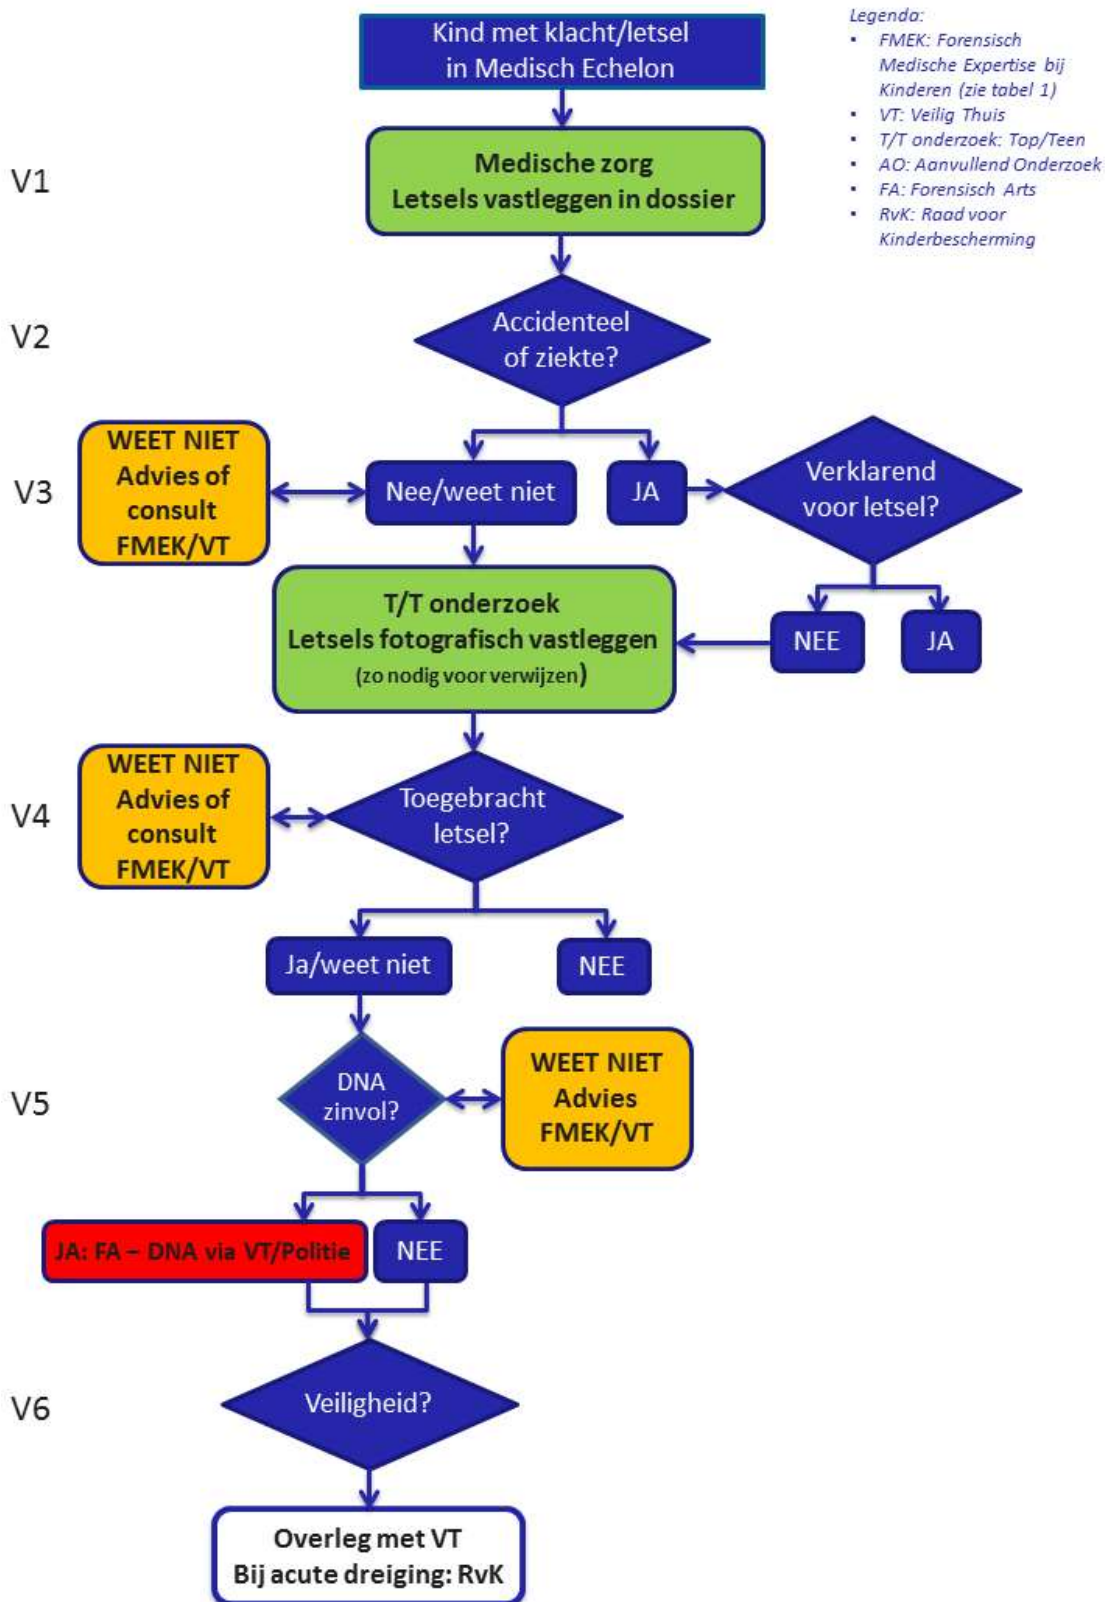 Kind met klacht/letsel
in Medisch Echelon
Legenda:
• FMEK: Forensisch
Medische Expertise bij
Kinderen (zie tabel 1)
• VT: Veilig Thuis
• T/T onderzoek: Top/Teen
• AO: Aanvullend Onderzoek
• FA: Forensisch Arts
• RvK: Raad voor
Kinderbescherming
V1
Medische zorg
Letsels vastleggen in dossier
V2
Accidenteel
of ziekte?
V3
WEET NIET
Advies of
consult
FMEK/VT
Nee/weet niet
JA
Verklarend
voor letsel?
T/T onderzoek
Letsels fotografisch vastleggen
(zo nodig voor verwijzen)
NEE
JA
V4
WEET NIET
Advies of
consult
FMEK/VT
Toegebracht
letsel?
Ja/weet niet
NEE
V5
DNA
zinvol?
WEET NIET
Advies
FMEK/VT
JA: FA – DNA via VT/Politie
NEE
V6
Veiligheid?
Overleg met VT
Bij acute dreiging: RvK